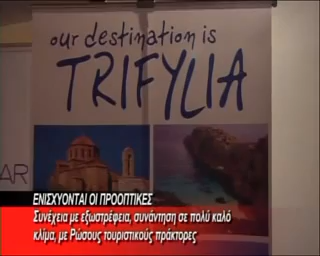 our destination is
TRIFYLIA
AR
ΕΝΙΣΧΥΟΝΤΑΙ ΟΙ ΠΡΟΟΠΤΙΚΕΣ
Συνέχεια με εξωστρέφεια, συνάντηση σε πολύ καλό
κλίμα, με Ρώσους τουριστικούς πράκτορες